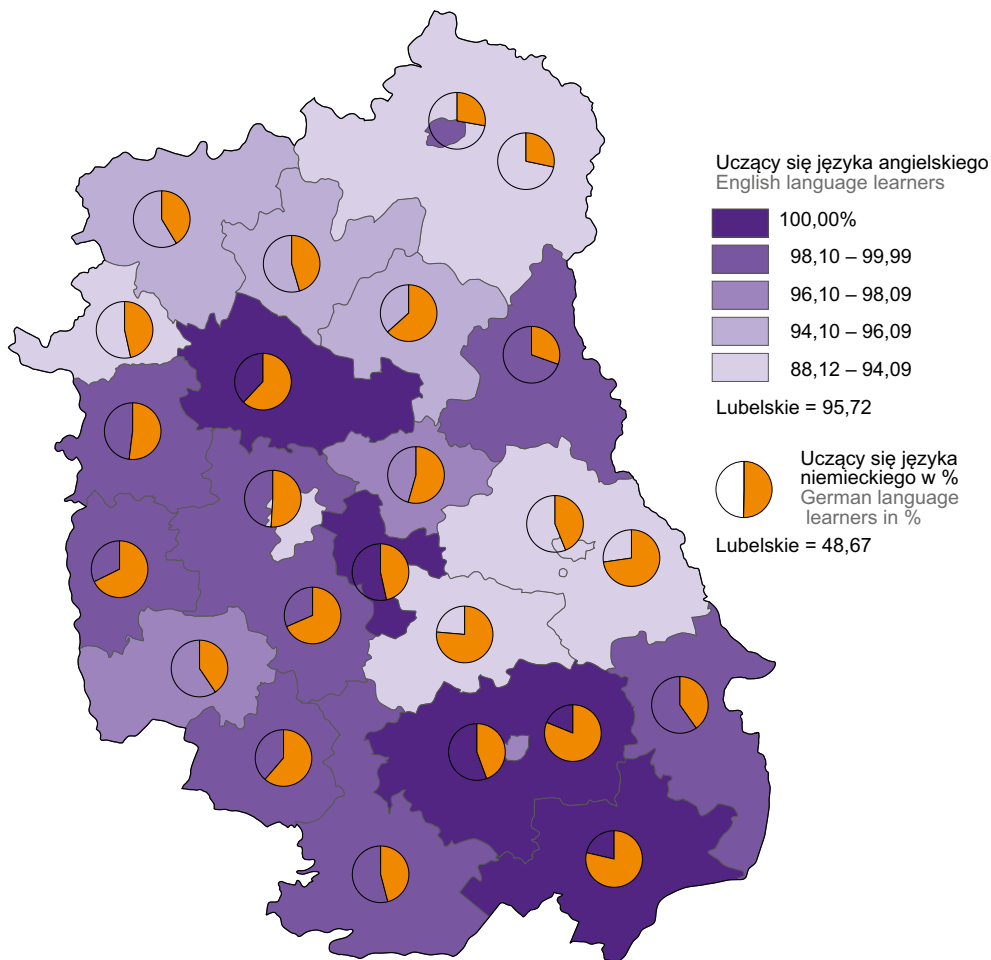 Uczący się języka angielskiego
English language learners
100,00%
98,10 – 99,99
96,10 – 98,09
94,10 – 96,09
88,12 – 94,09
Lubelskie = 95,72
Uczący się języka
niemieckiego w %
German language
learners in %
Lubelskie = 48,67